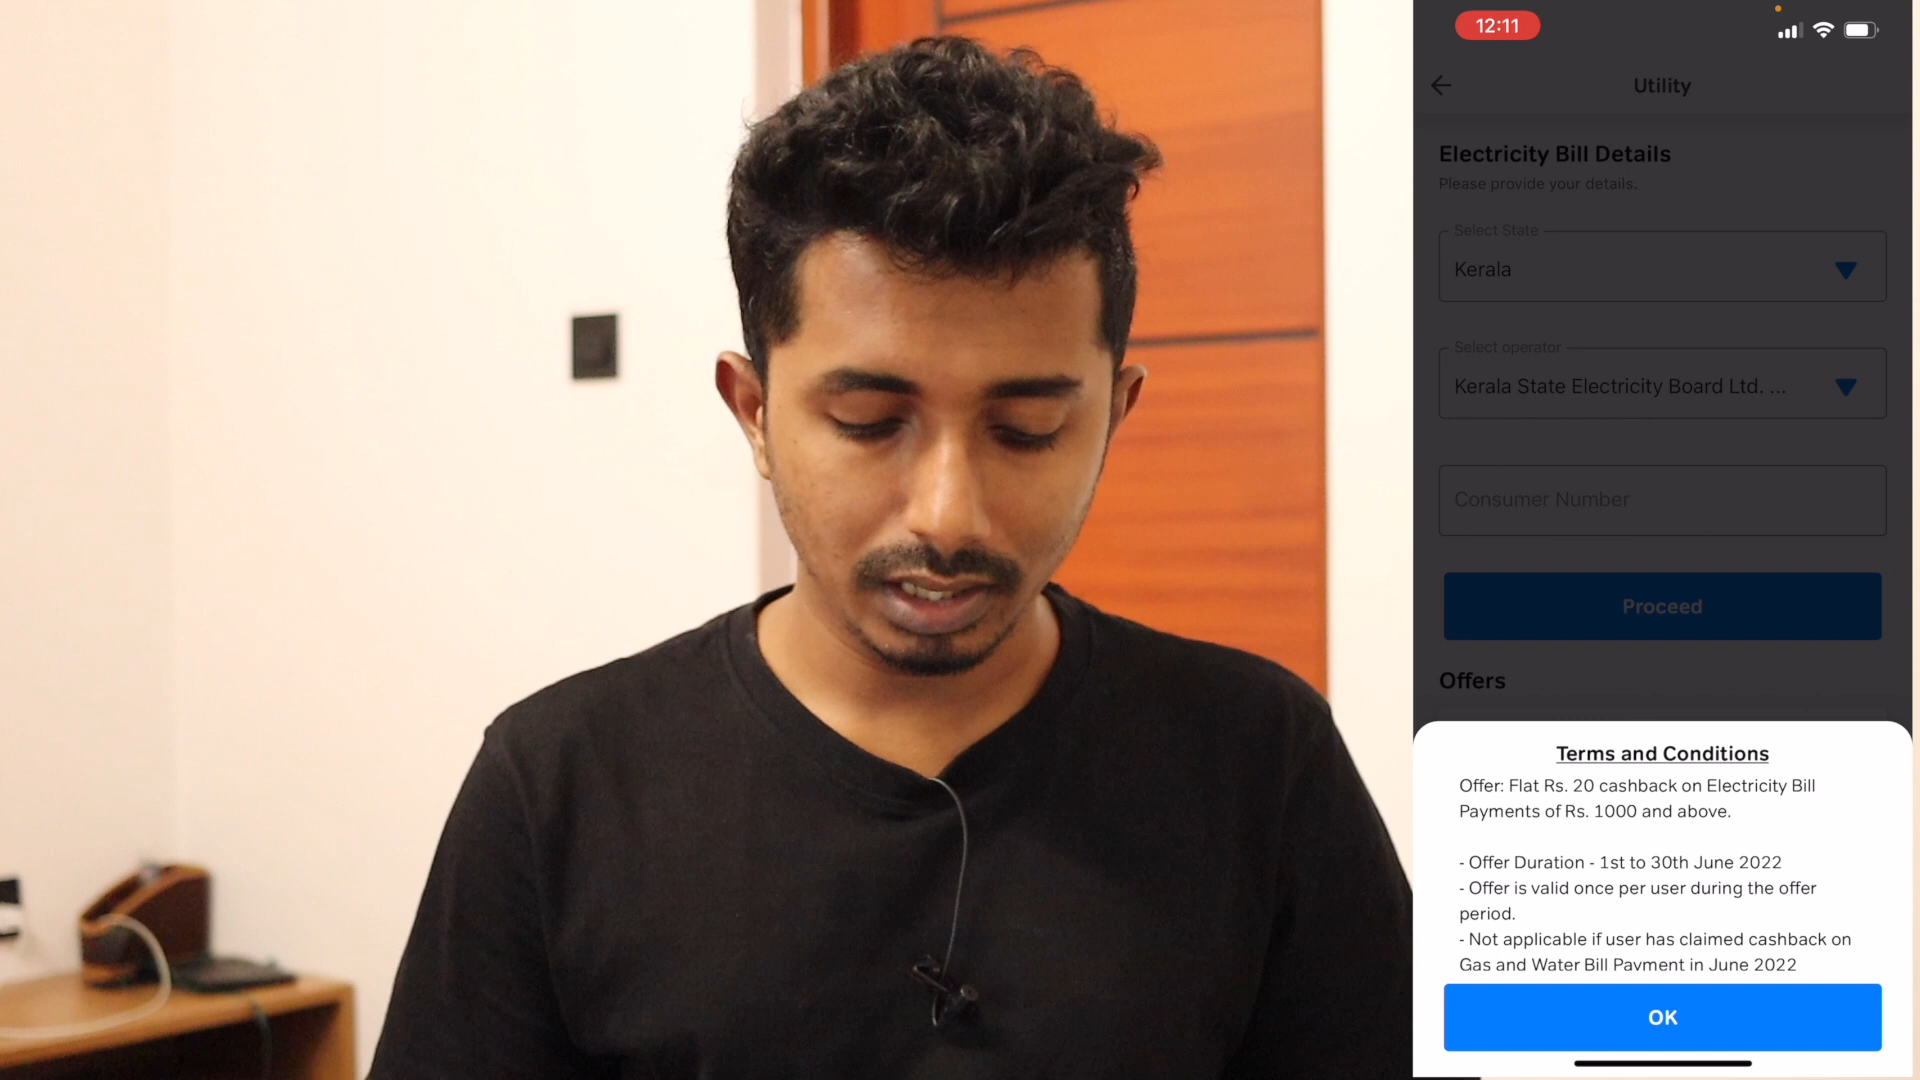 12:11
Utility
Electricity Bill Details
Please provide your details.
Select State
Kerala
Select operator
Kerala State Electricity Board Ltd. ...
Consumer Number
Proceed
Offers
Terms and Conditions
Offer: Flat Rs. 20 cashback on Electricity Bill
Payments of Rs. 1000 and above.
- Offer Duration - 1st to 30th June 2022
- Offer is valid once per user during the offer
period.
- Not applicable if user has claimed cashback on
Gas and Water Bill Payment in June 2022
OK